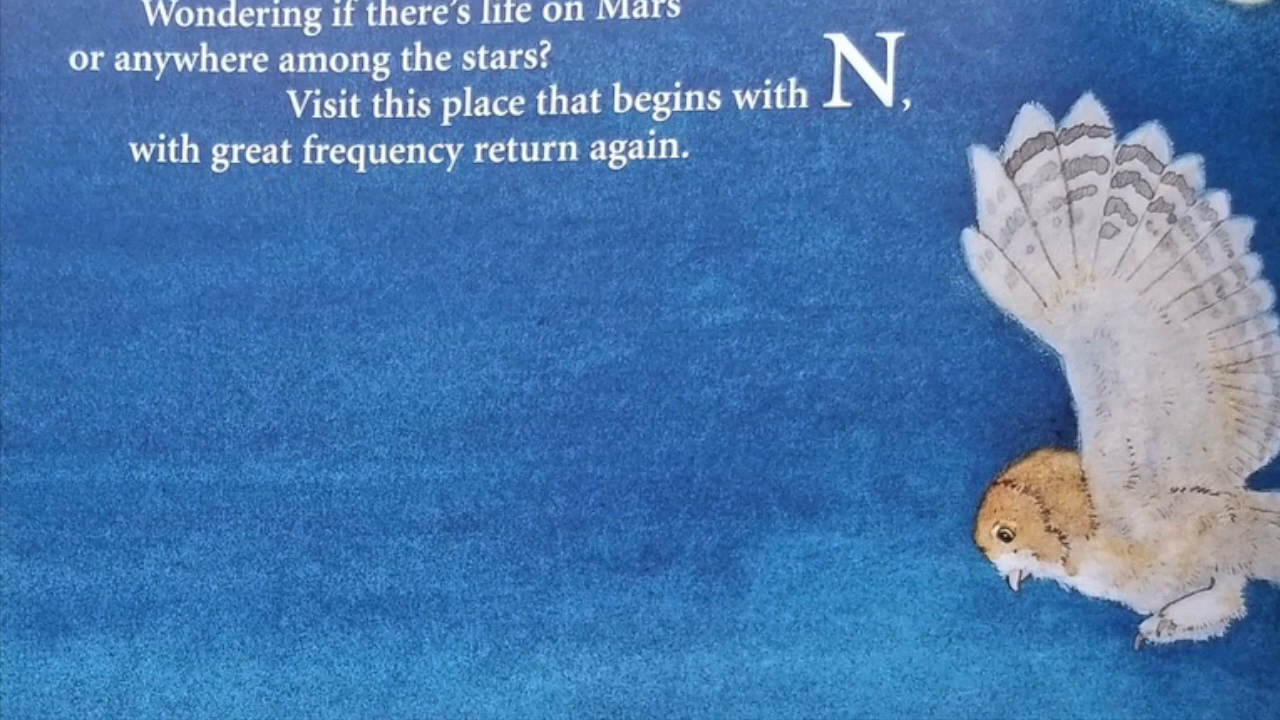 Wondering if there's life on Mars
or anywhere among the stars?
Visit this place that begins with N,
with great frequency return again.